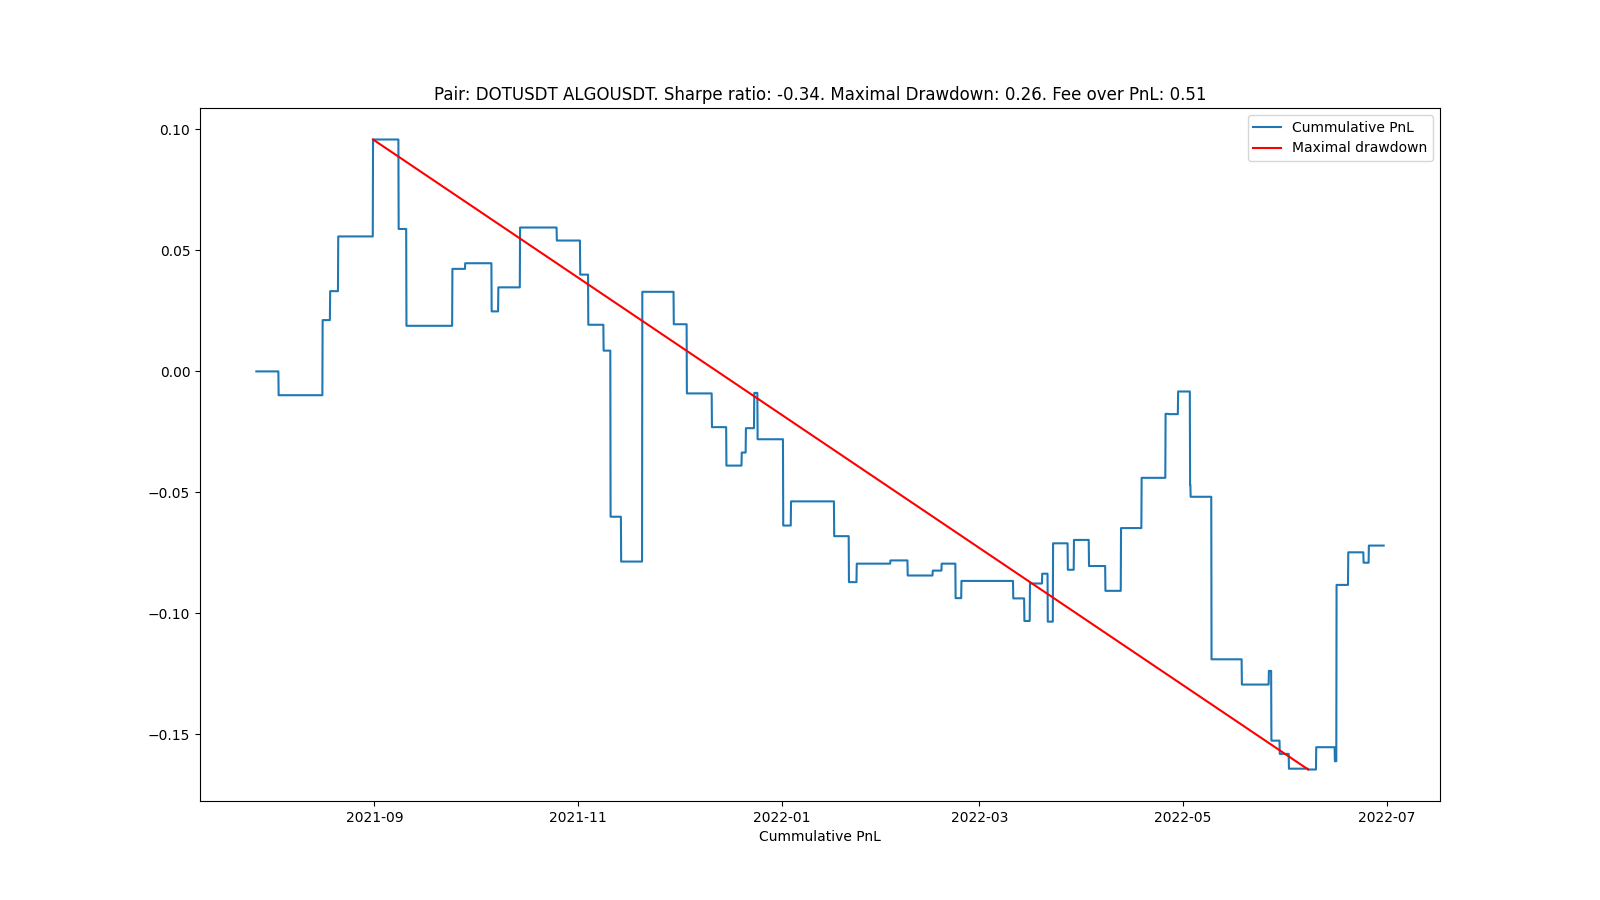 Pair: DOTUSDT ALGOUSDT. Sharpe ratio: -0.34. Maximal Drawdown: 0.26. Fee over PnL: 0.51
Cummulative PnL
Maximal drawdown
0.10
0.05
0.00
−0.05
−0.10
−0.15
2021-09 2021-11 2022-01 2022-03 2022-05 2022-07
Cummulative PnL